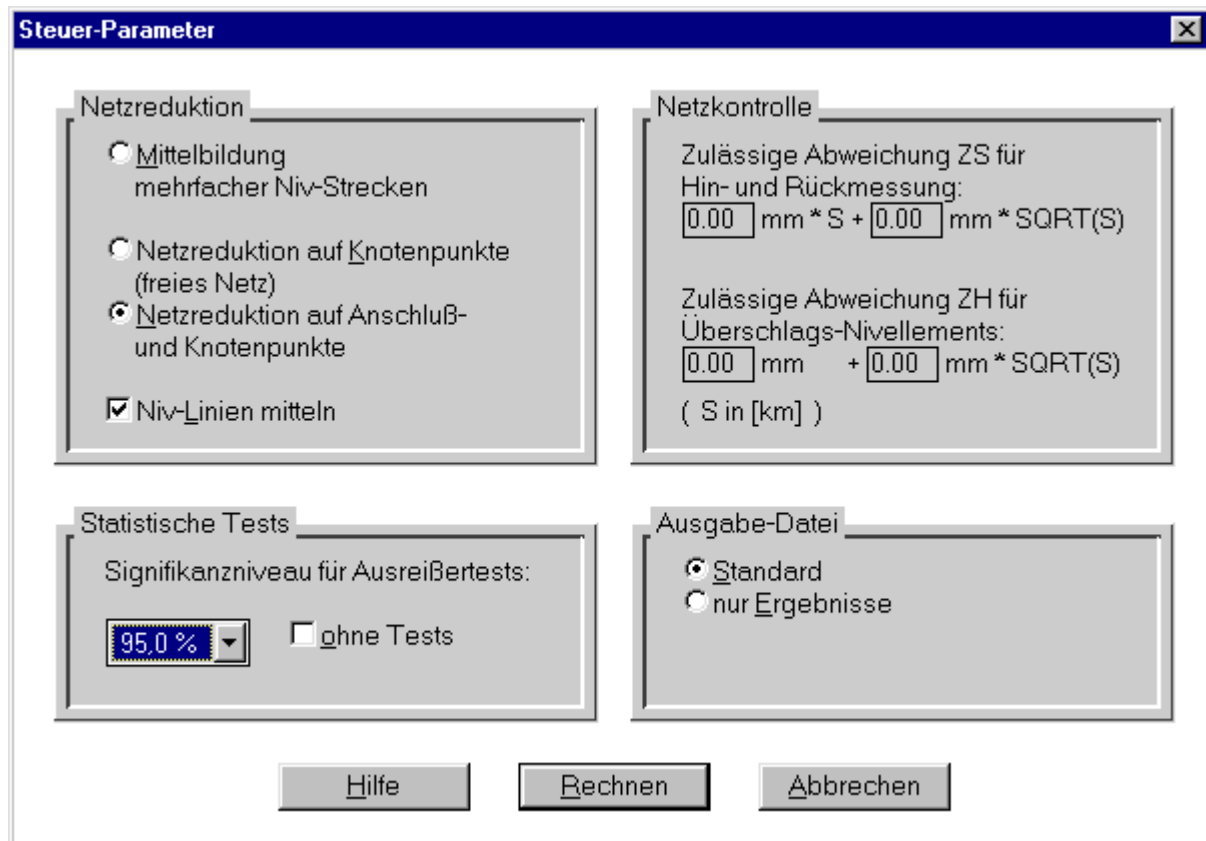 Steuer-Parameter
Netzreduktion
Mittelbildung
mehrfacher Niv-Strecken
Netzreduktion auf Knotenpunkte
(freies Netz)
Netzreduktion auf Anschluß-
und Knotenpunkte
Niv-Linien mitteln
Netzkontrolle
Zulässige Abweichung ZS für
Hin- und Rückmessung:
0.00 mm * S + 0.00 mm * SQRT(S)
Zulässige Abweichung ZH für
Überschlags-Nivellements:
0.00 mm + 0.00 mm * SQRT(S)
( S in [km] )
Statistische Tests
Signifikanzniveau für Ausreißertests:
95,0 % ohne Tests
Ausgabe-Datei
Standard
nur Ergebnisse
Hilfe Rechnen Abbrechen